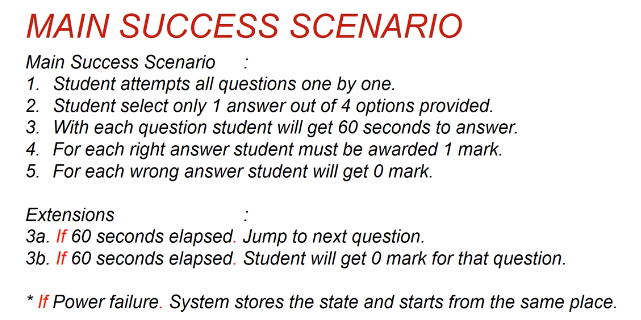 MAIN SUCCESS SCENARIO
Main Success Scenario :
1. Student attempts all questions one by one.
2. Student select only 1 answer out of 4 options provided.
3. With each question student will get 60 seconds to answer.
4. For each right answer student must be awarded 1 mark.
5. For each wrong answer student will get 0 mark.
Extensions :
3a. If 60 seconds elapsed. Jump to next question.
3b. If 60 seconds elapsed. Student will get 0 mark for that question.
* If Power failure. System stores the state and starts from the same place.